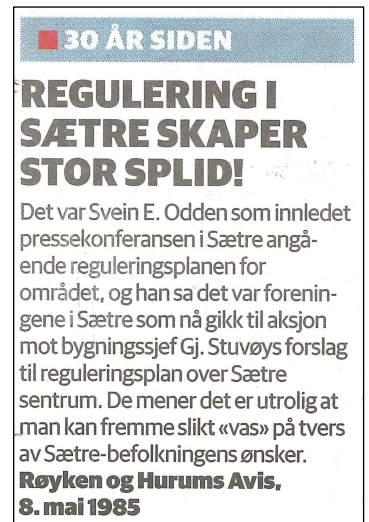 30 ÅR SIDEN
REGULERING I
SÆTRE SKAPER
STOR SPLID!
Det var Svein E. Odden som innledet
pressekonferansen i Sætre angå-
ende reguleringsplanen for
området, og han sa det var forenin-
gene i Sætre som nå gikk til aksjon
mot bygningssjef Gj. Stuvøys forslag
til reguleringsplan over Sætre
sentrum. De mener det er utrolig at
man kan fremme slikt «vas» på tvers
av Sætre-befolkningens ønsker.
Røyken og Hurums Avis,
8. mai 1985